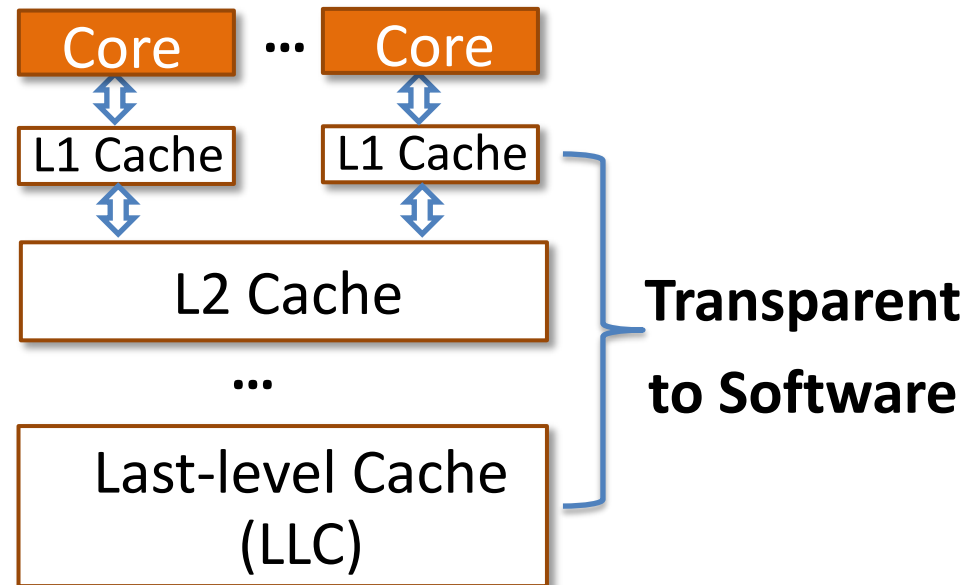 Core ... Core
L1 Cache L1 Cache
L2 Cache
Transparent
to Software
...
Last-level Cache
(LLC)